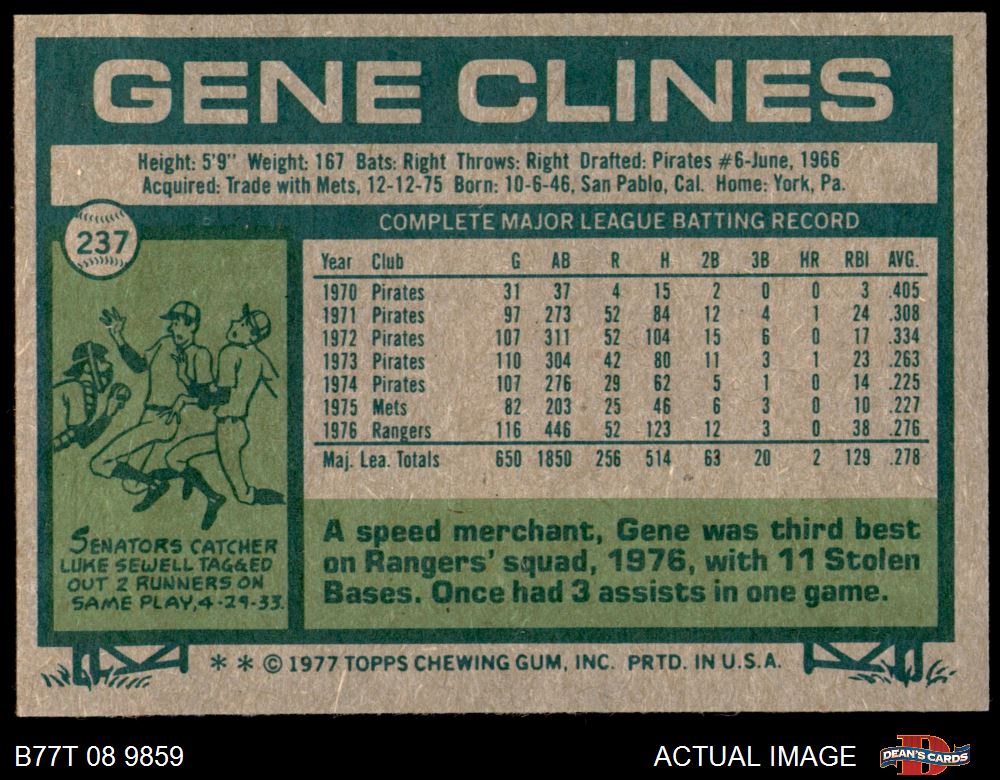 GENE CLINES
Height: 5'9" Weight: 167 Bats: Right Throws: Right Drafted: Pirates #6-June, 1966
Acquired: Trade with Mets, 12-12-75 Born: 10-6-46, San Pablo, Cal. Home: York, Pa.
237
COMPLETE MAJOR LEAGUE BATTING RECORD
Year Club G AB R H 2B 3B HR RBI AVG.
1970 Pirates 31 37 4 15 2 0 0 3 .405
1971 Pirates 97 273 52 84 12 4 1 24 .308
1972 Pirates 107 311 52 104 15 6 0 17 .334
1973 Pirates 110 304 42 80 11 3 1 23 .263
1974 Pirates 107 276 29 62 5 1 0 14 .225
1975 Mets 82 203 25 46 6 3 0 10 .227
1976 Rangers 116 446 52 123 12 3 0 38 .276
Maj. Lea. Totals 650 1850 256 514 63 20 2 129 .278
SENATORS CATCHER
LUKE SEWELL TAGGED
OUT 2 RUNNERS ON
SAME PLAY, 4-29-33.
A speed merchant, Gene was third best
on Rangers' squad, 1976, with 11 Stolen
Bases. Once had 3 assists in one game.
* * © 1977 TOPPS CHEWING GUM, INC. PRTD. IN U.S.A.
B77T 08 9859
ACTUAL IMAGE
D
DEAN'S CARDS